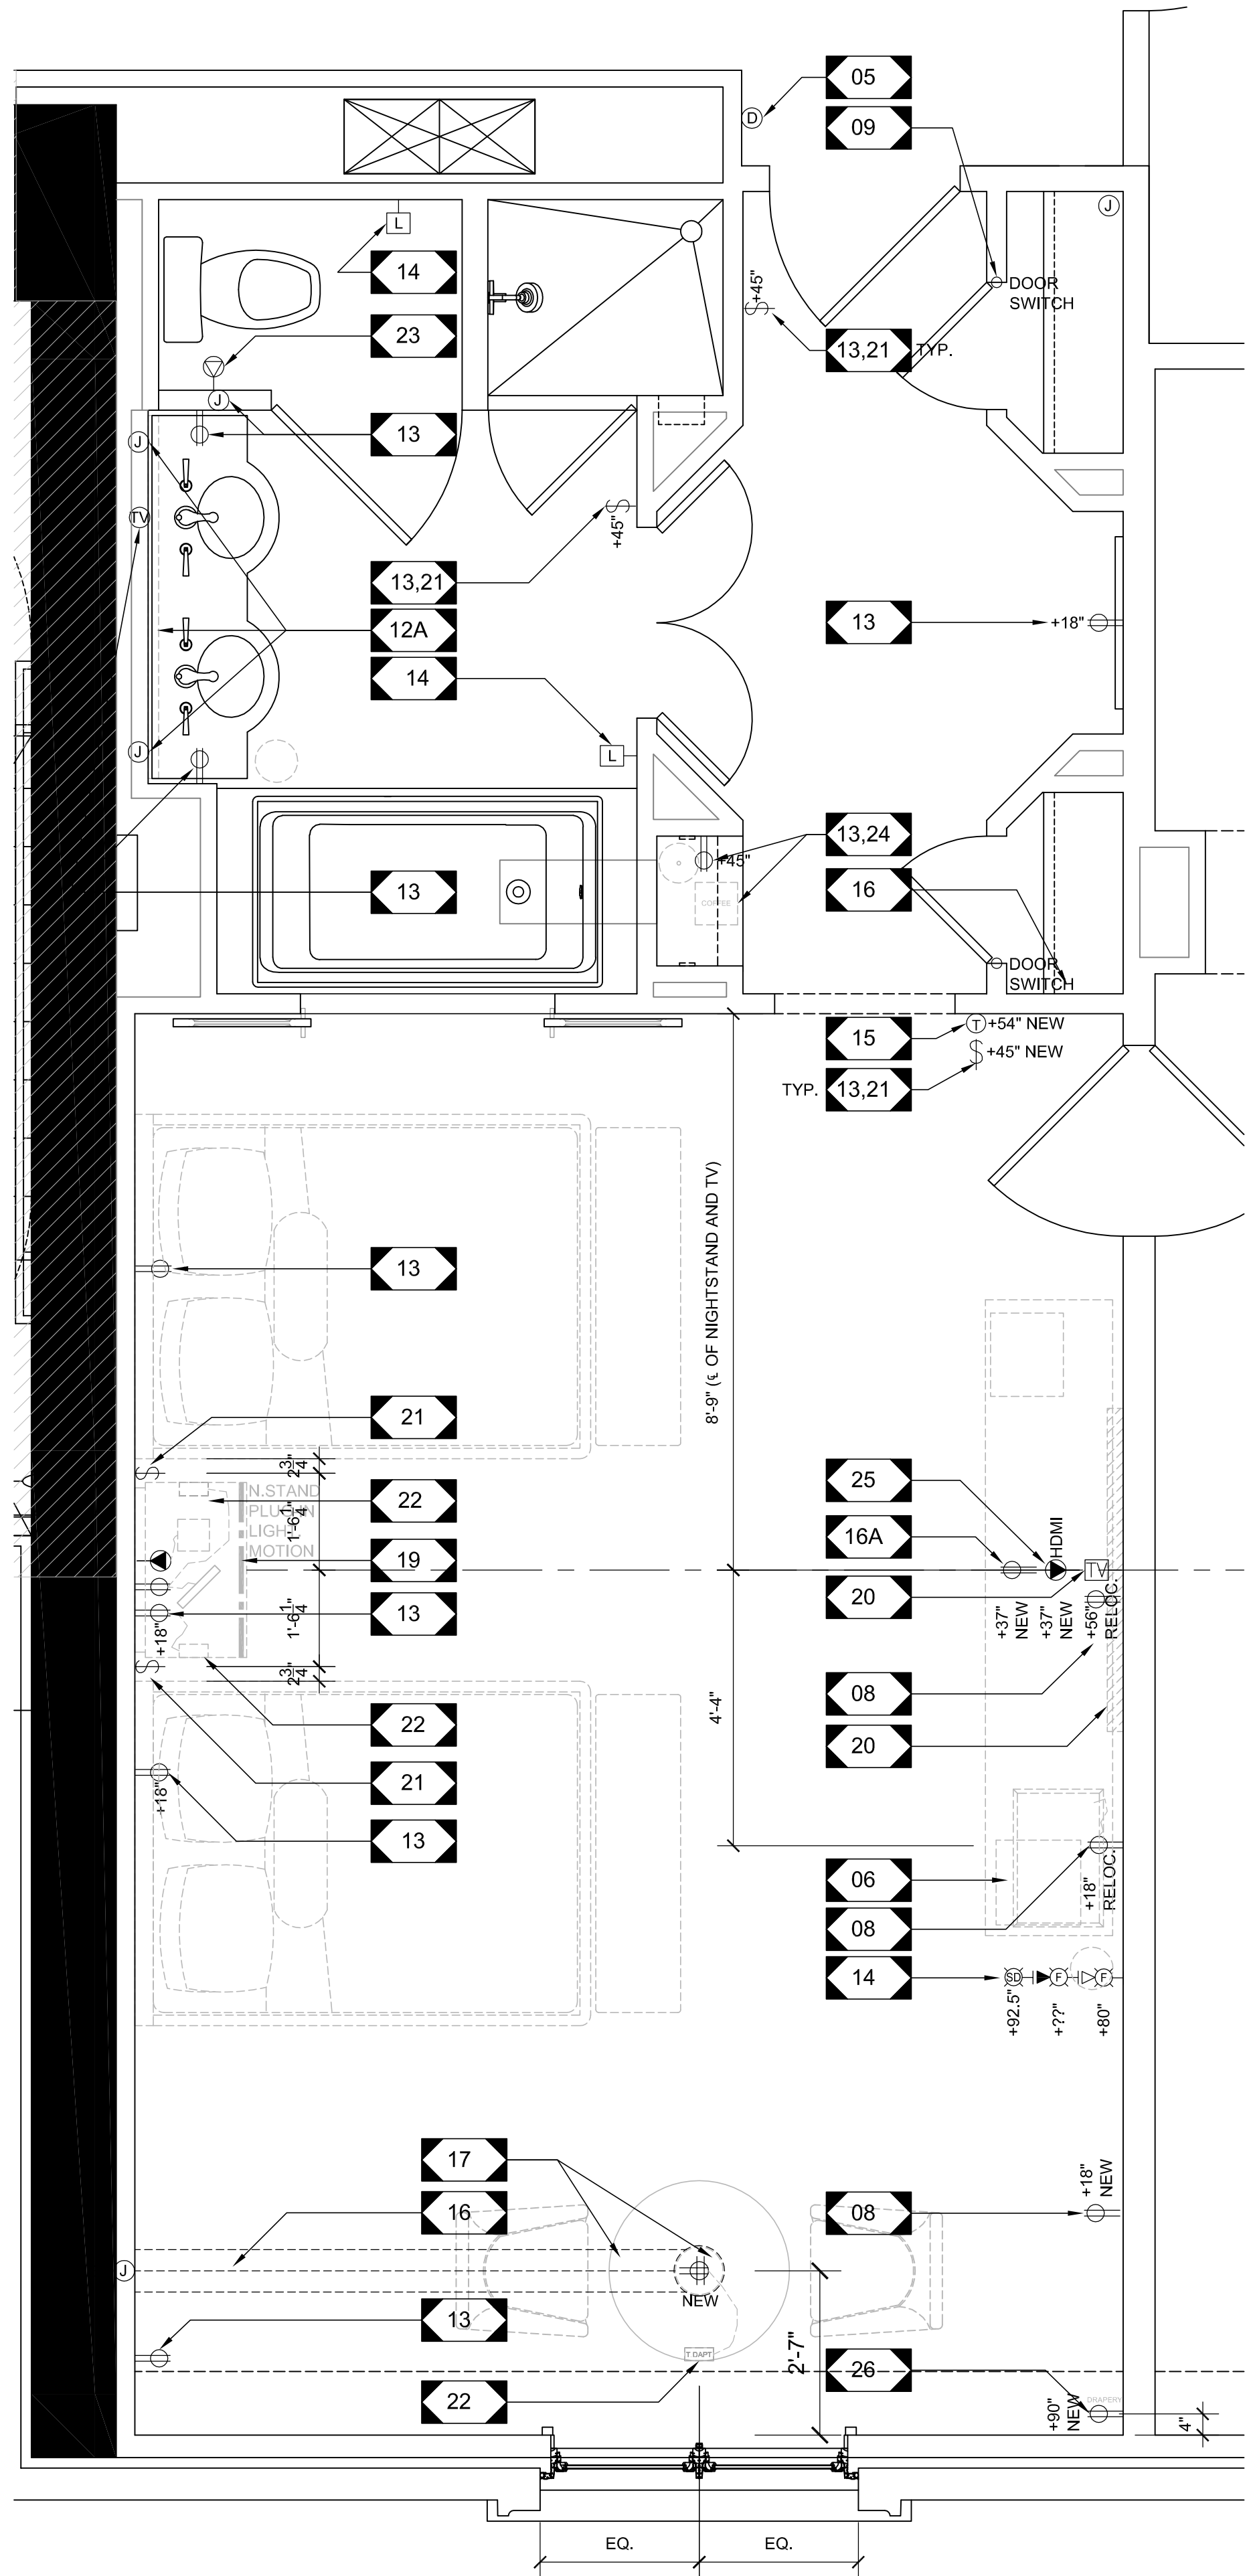 05
D
09
J
L
14
+45"
DOOR
SWITCH
23
13,21 TYP.
J
13
J
TV
+45"
13,21
12A
13
+18"
14
J
L
13,24
+45"
13
16
COFFEE
DOOR
SWITCH
15
T +54" NEW
+45" NEW
TYP. 13,21
8'-9" (℄ OF NIGHTSTAND AND TV)
13
21
2 3/4"
N.STAND
PLUG IN
LIGHT
MOTION
22
1'-6 1/4"
25
HDMI
16A
19
TV
20
13
1'-6 1/4"
+18"
+37"
NEW
+37"
NEW
+56"
RELOC.
2 3/4"
08
22
4'-4"
20
21
+18"
13
06
+18"
RELOC.
08
14
SD
F
F
+92.5"
+??"
+80"
17
+18"
NEW
16
08
J
NEW
13
T.DAPT
2'-7"
26
22
+90"
NEW
DRAPERY
4"
EQ.
EQ.